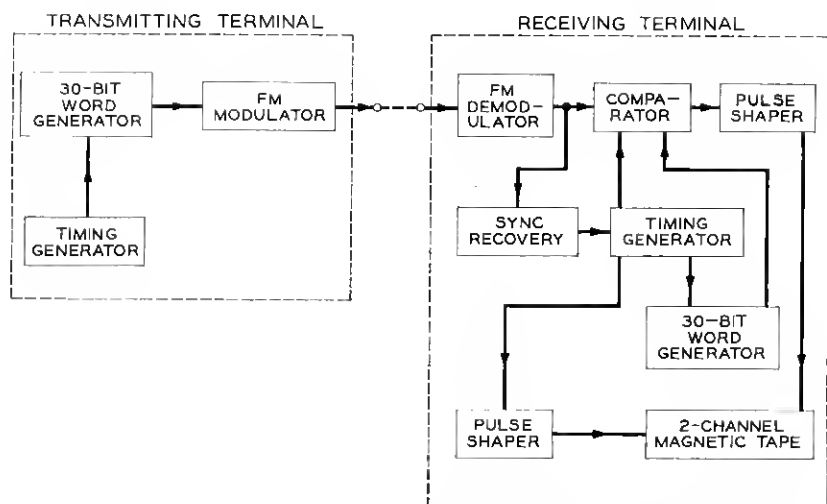 TRANSMITTING TERMINAL
30-BIT
WORD
GENERATOR
FM
MODULATOR
TIMING
GENERATOR
RECEIVING TERMINAL
FM
DEMOD-
ULATOR
COMPA-
RATOR
PULSE
SHAPER
SYNC
RECOVERY
TIMING
GENERATOR
30-BIT
WORD
GENERATOR
PULSE
SHAPER
2-CHANNEL
MAGNETIC TAPE